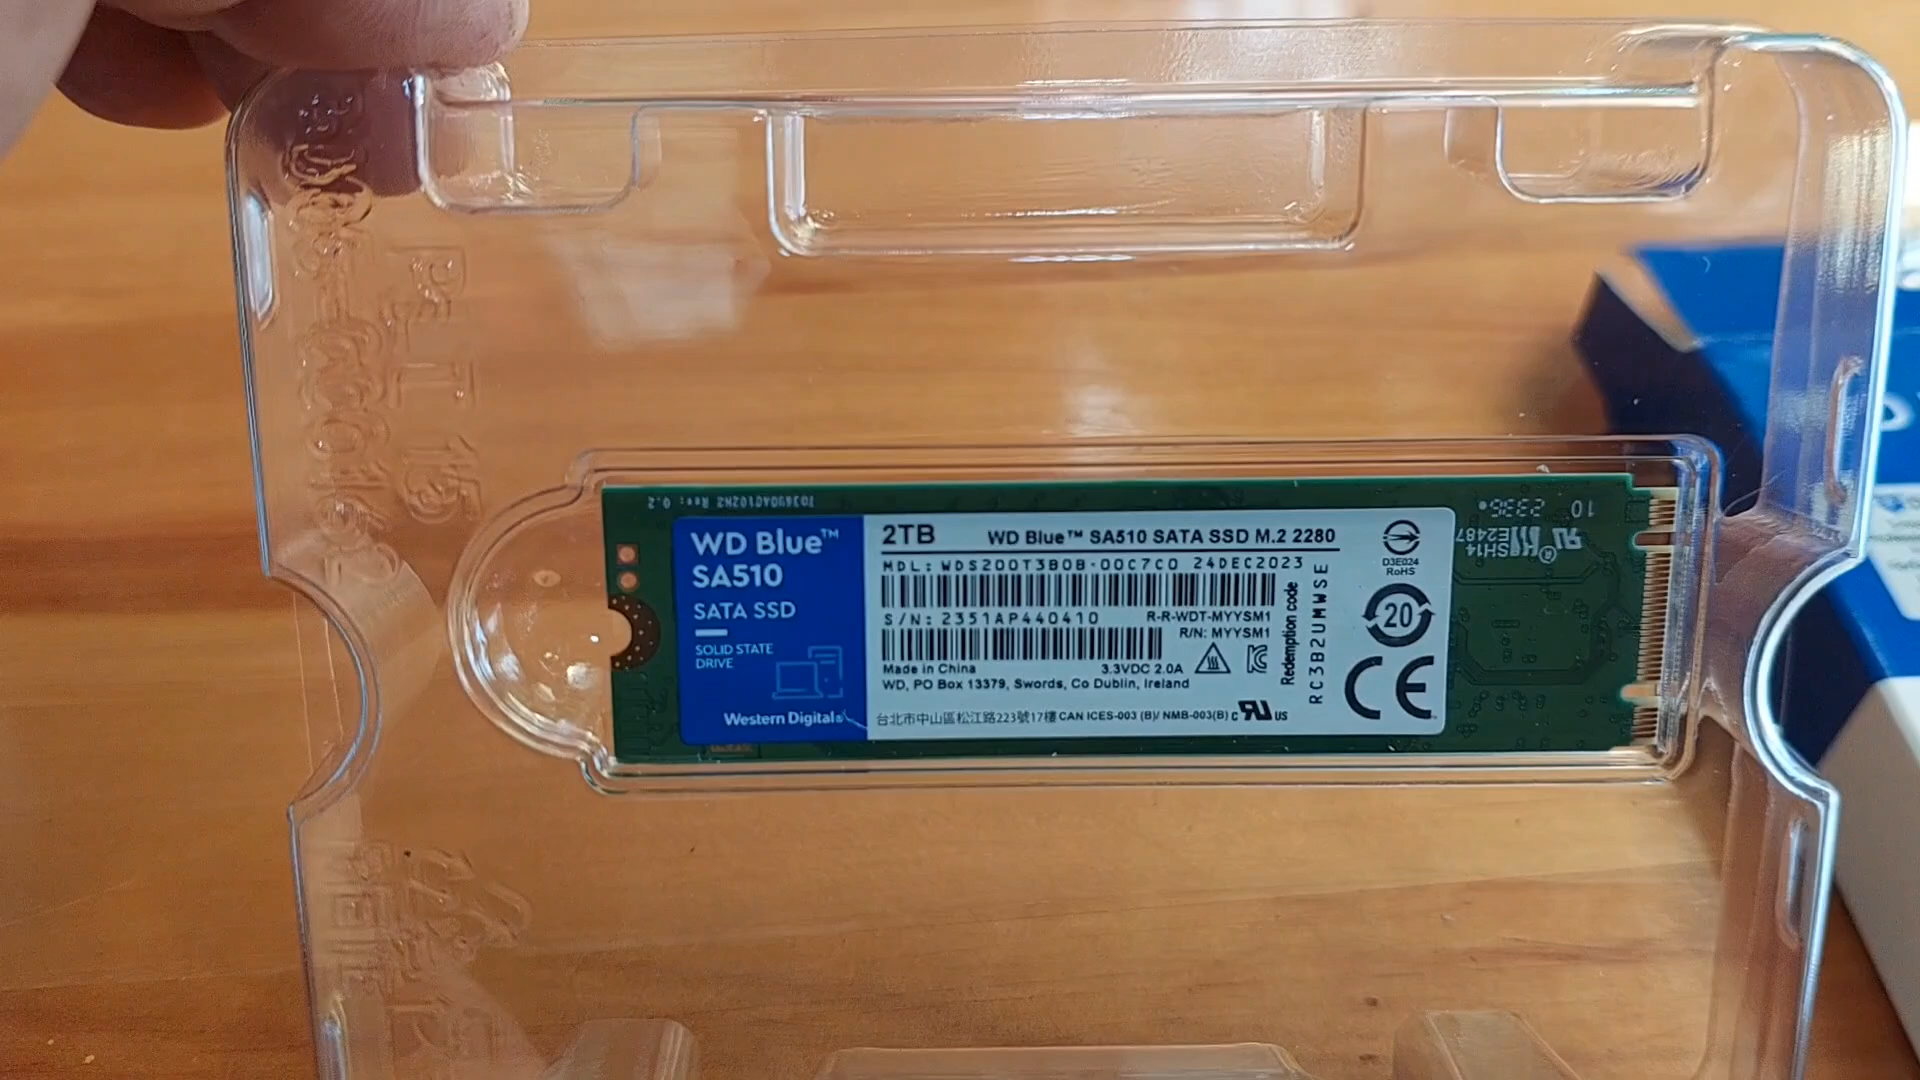 WD Blue™
SA510
SATA SSD
SOLID STATE
DRIVE
Western Digital®
2TB WD Blue™ SA510 SATA SSD M.2 2280
MDL: WDS200T3B0B-00C7C0 24DEC2023
S/N: 2351AP440410 R-R-WDT-MYYSM1
R/N: MYYSM1
Made in China 3.3VDC 2.0A
WD, PO Box 13379, Swords, Co Dublin, Ireland
台北市中山區松江路223號17樓 CAN ICES-003 (B)/ NMB-003(B) c RU US
Redemption code
RC3B2UMWSE
D3E024
RoHS
20
CE
10 2335
SH14